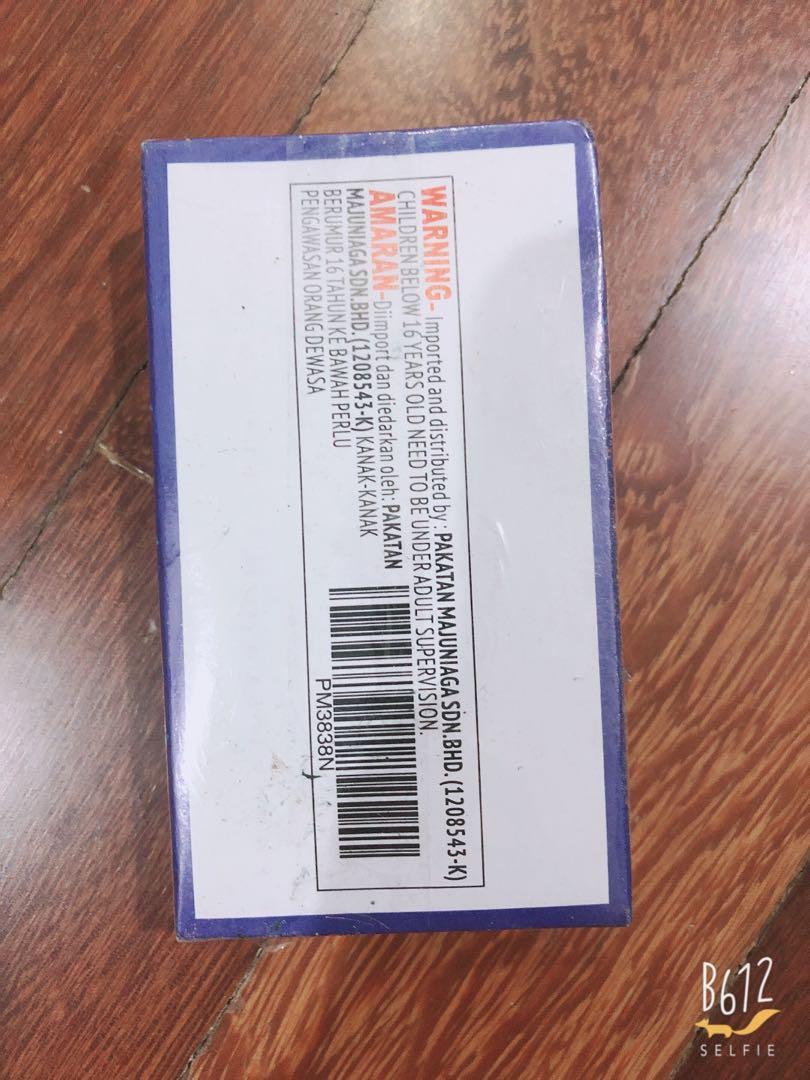 WARNING- Imported and distributed by : PAKATAN MAJUNIAGA SDN.BHD. (1208543-K)
CHILDREN BELOW 16 YEARS OLD NEED TO BE UNDER ADULT SUPERVISION.
AMARAN-Diimport dan diedarkan oleh: PAKATAN
MAJUNIAGA SDN.BHD. (1208543-K) KANAK-KANAK
BERUMUR 16 TAHUN KE BAWAH PERLU
PENGAWASAN ORANG DEWASA
PM3838N
B612
SELFIE